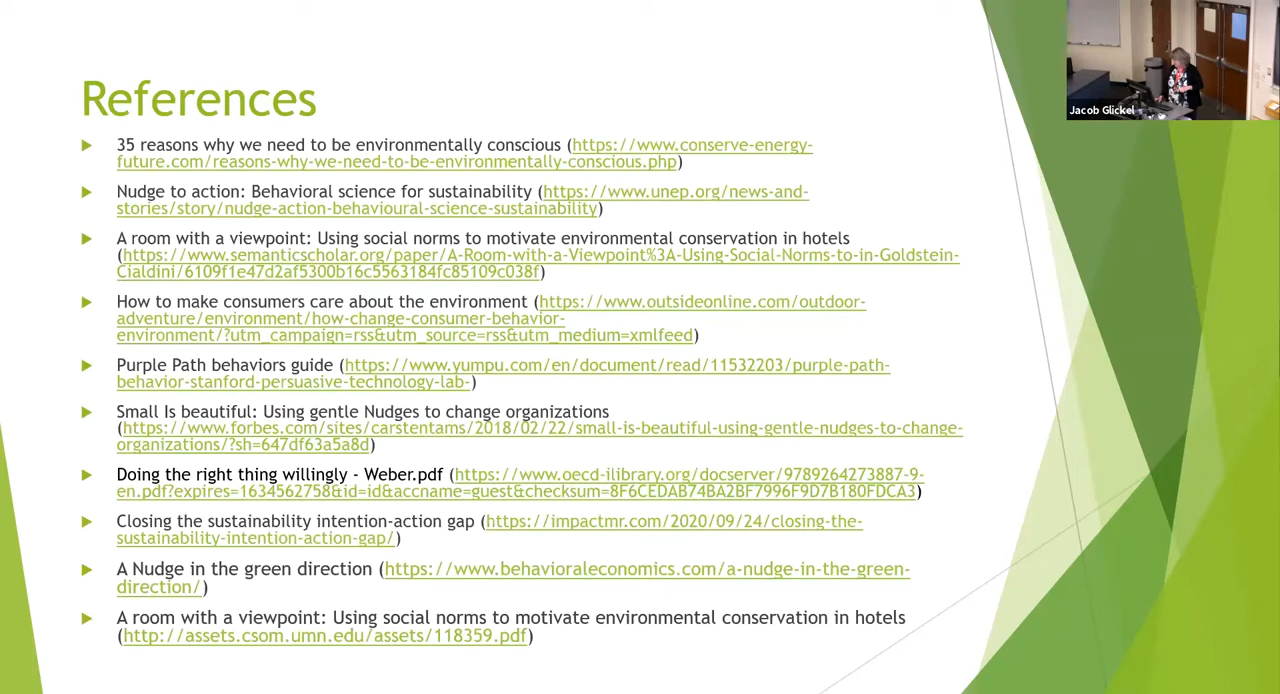 References
35 reasons why we need to be environmentally conscious (https://www.conserve-energy-
future.com/reasons-why-we-need-to-be-environmentally-conscious.php)
Nudge to action: Behavioral science for sustainability (https://www.unep.org/news-and-
stories/story/nudge-action-behavioural-science-sustainability)
A room with a viewpoint: Using social norms to motivate environmental conservation in hotels
(https://www.semanticscholar.org/paper/A-Room-with-a-Viewpoint%3A-Using-Social-Norms-to-in-Goldstein-
Cialdini/6109f1e47d2af5300b16c5563184fc85109c038f)
How to make consumers care about the environment (https://www.outsideonline.com/outdoor-
adventure/environment/how-change-consumer-behavior-
environment/?utm_campaign=rss&utm_source=rss&utm_medium=xmlfeed)
Purple Path behaviors guide (https://www.yumpu.com/en/document/read/11532203/purple-path-
behavior-stanford-persuasive-technology-lab-)
Small Is beautiful: Using gentle Nudges to change organizations
(https://www.forbes.com/sites/carstentams/2018/02/22/small-is-beautiful-using-gentle-nudges-to-change-
organizations/?sh=647df63a5a8d)
Doing the right thing willingly - Weber.pdf (https://www.oecd-ilibrary.org/docserver/9789264273887-9-
en.pdf?expires=1634562758&id=id&accname=guest&checksum=8F6CEDAB74BA2BF7996F9D7B180FDCA3)
Closing the sustainability intention-action gap (https://impactmr.com/2020/09/24/closing-the-
sustainability-intention-action-gap/)
A Nudge in the green direction (https://www.behavioraleconomics.com/a-nudge-in-the-green-
direction/)
A room with a viewpoint: Using social norms to motivate environmental conservation in hotels
(http://assets.csom.umn.edu/assets/118359.pdf)
Jacob Glickel